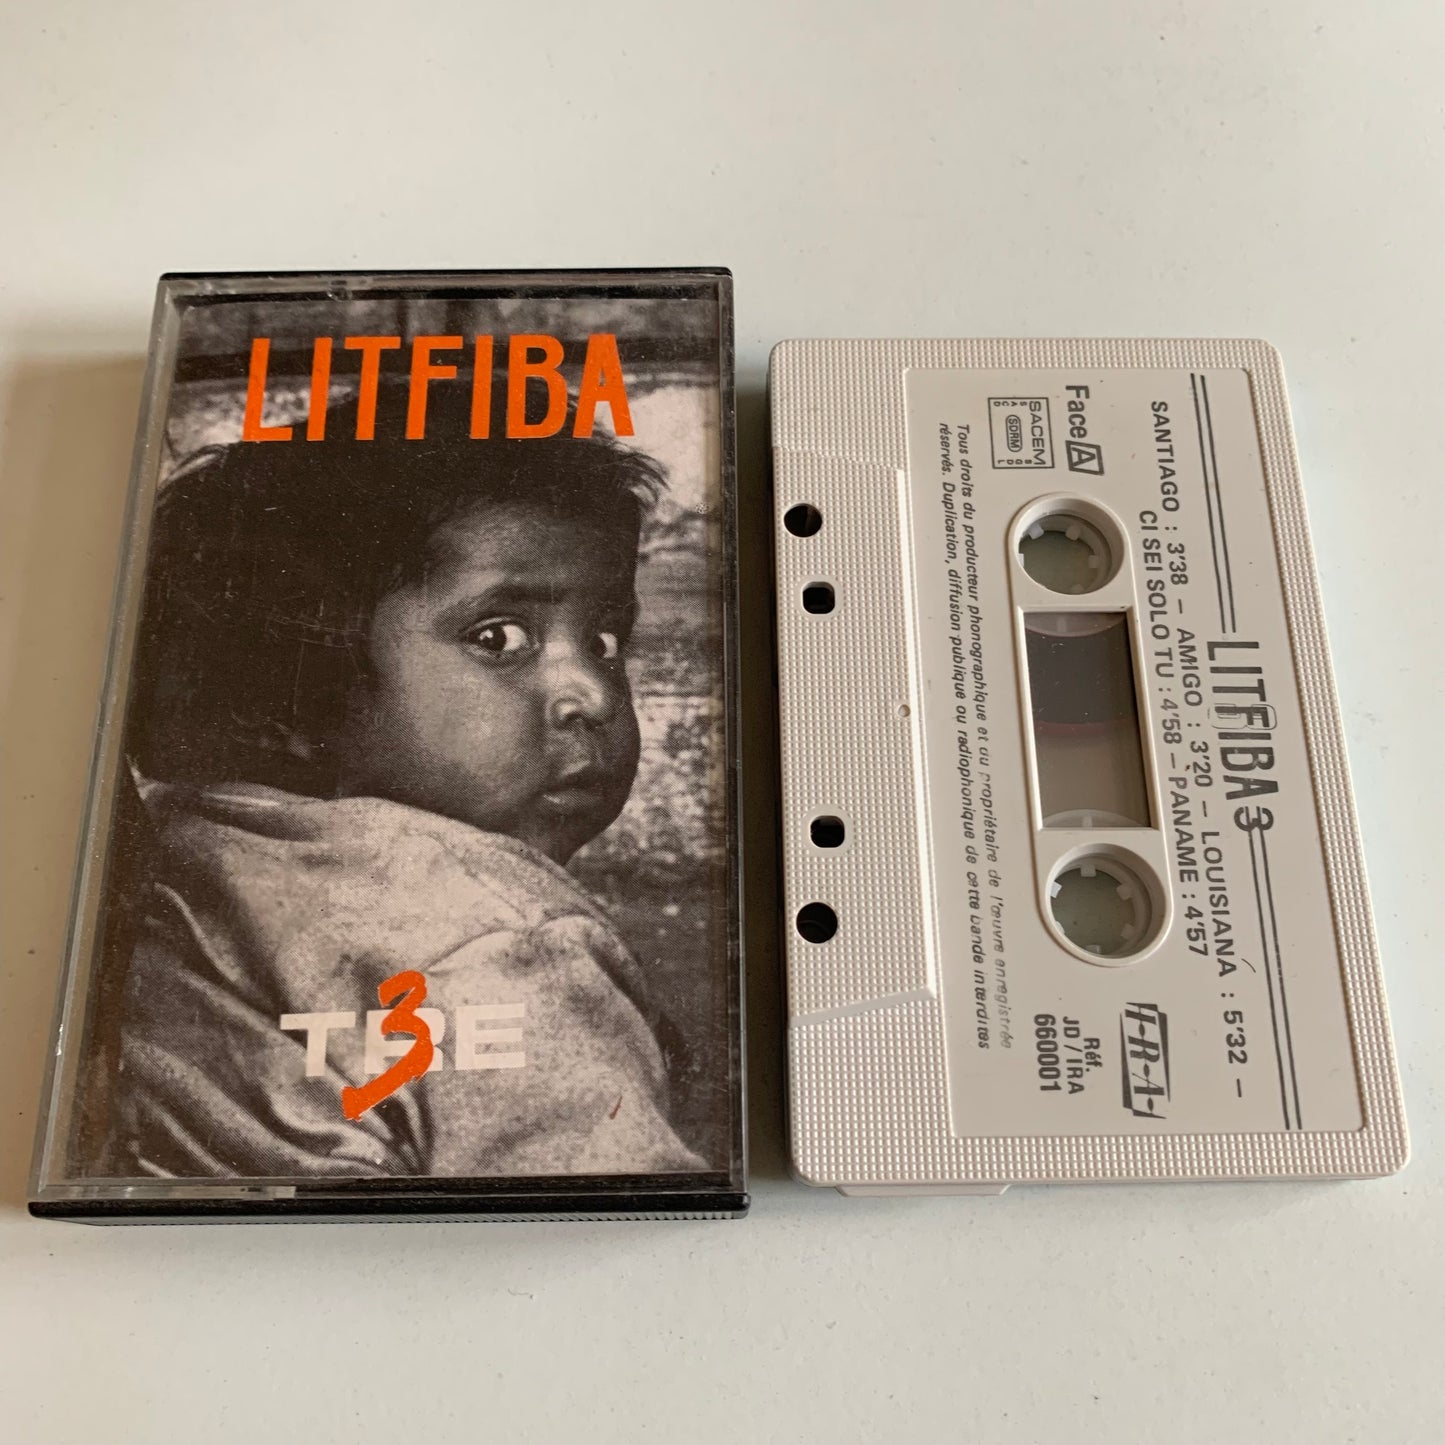 LITFIBA
TRE
3
LITFIBA 3
SANTIAGO : 3'38 – AMIGO : 3'20 – LOUISIANA : 5'32 –
CI SEI SOLO TU : 4'58 – PANAME : 4'57
Face A
SACEM
SDRM
SACD
SGDL
I-R-A-
Réf.
JD / IRA
660001
Tous droits du producteur phonographique et du propriétaire de l'œuvre enregistrée
réservés. Duplication, diffusion publique ou radiophonique de cette bande interdites